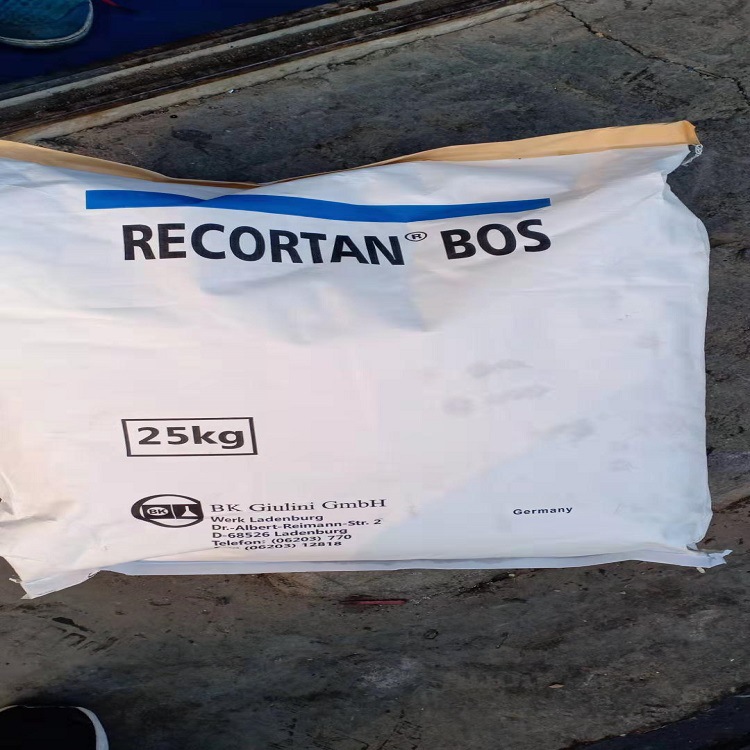 RECORTAN® BOS
25kg
BK
BK Giulini GmbH
Werk Ladenburg
Dr.-Albert-Reimann-Str. 2
D-68526 Ladenburg
Telefon: (06203) 770
(06203) 12818
Germany